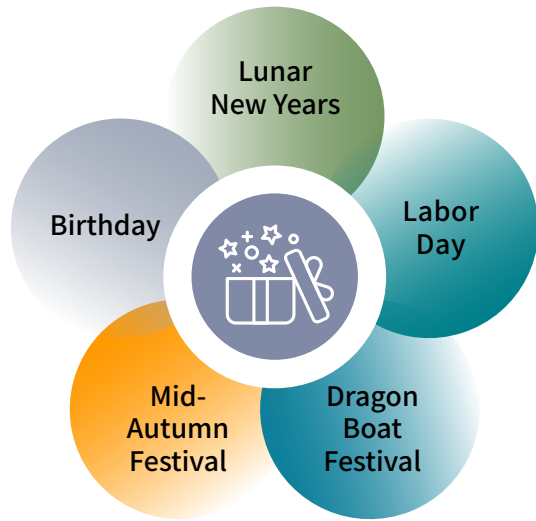 Lunar
New Years
Labor
Day
Dragon
Boat
Festival
Mid-
Autumn
Festival
Birthday